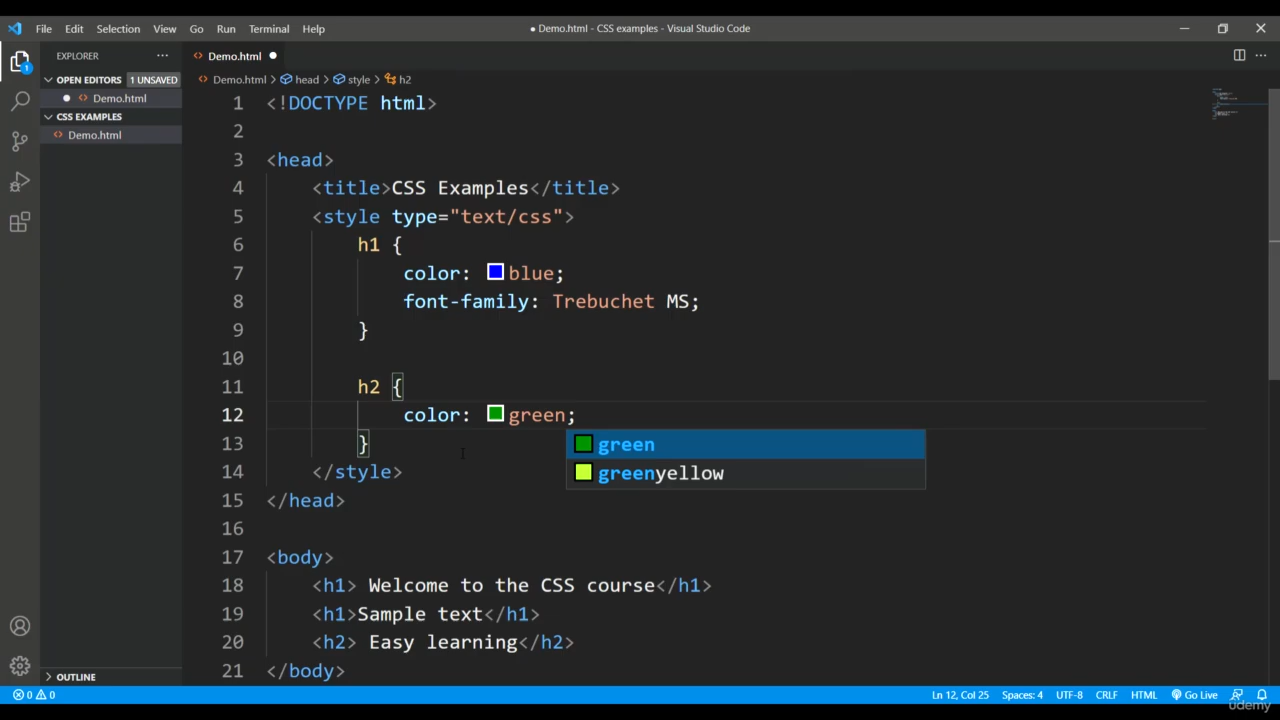 File Edit Selection View Go Run Terminal Help
● Demo.html - CSS examples - Visual Studio Code
EXPLORER
OPEN EDITORS 1 UNSAVED
Demo.html
CSS EXAMPLES
Demo.html
OUTLINE
1
Demo.html
Demo.html > head > style > h2
1 <!DOCTYPE html>
2
3 <head>
4 <title>CSS Examples</title>
5 <style type="text/css">
6 h1 {
7 color: blue;
8 font-family: Trebuchet MS;
9 }
10
11 h2 {
12 color: green;
13 }
green
greenyellow
14 </style>
15 </head>
16
17 <body>
18 <h1> Welcome to the CSS course</h1>
19 <h1>Sample text</h1>
20 <h2> Easy learning</h2>
21 </body>
0 0
Ln 12, Col 25 Spaces: 4 UTF-8 CRLF HTML Go Live
udemy